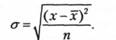 σ = √((x − x̅)² / n) .